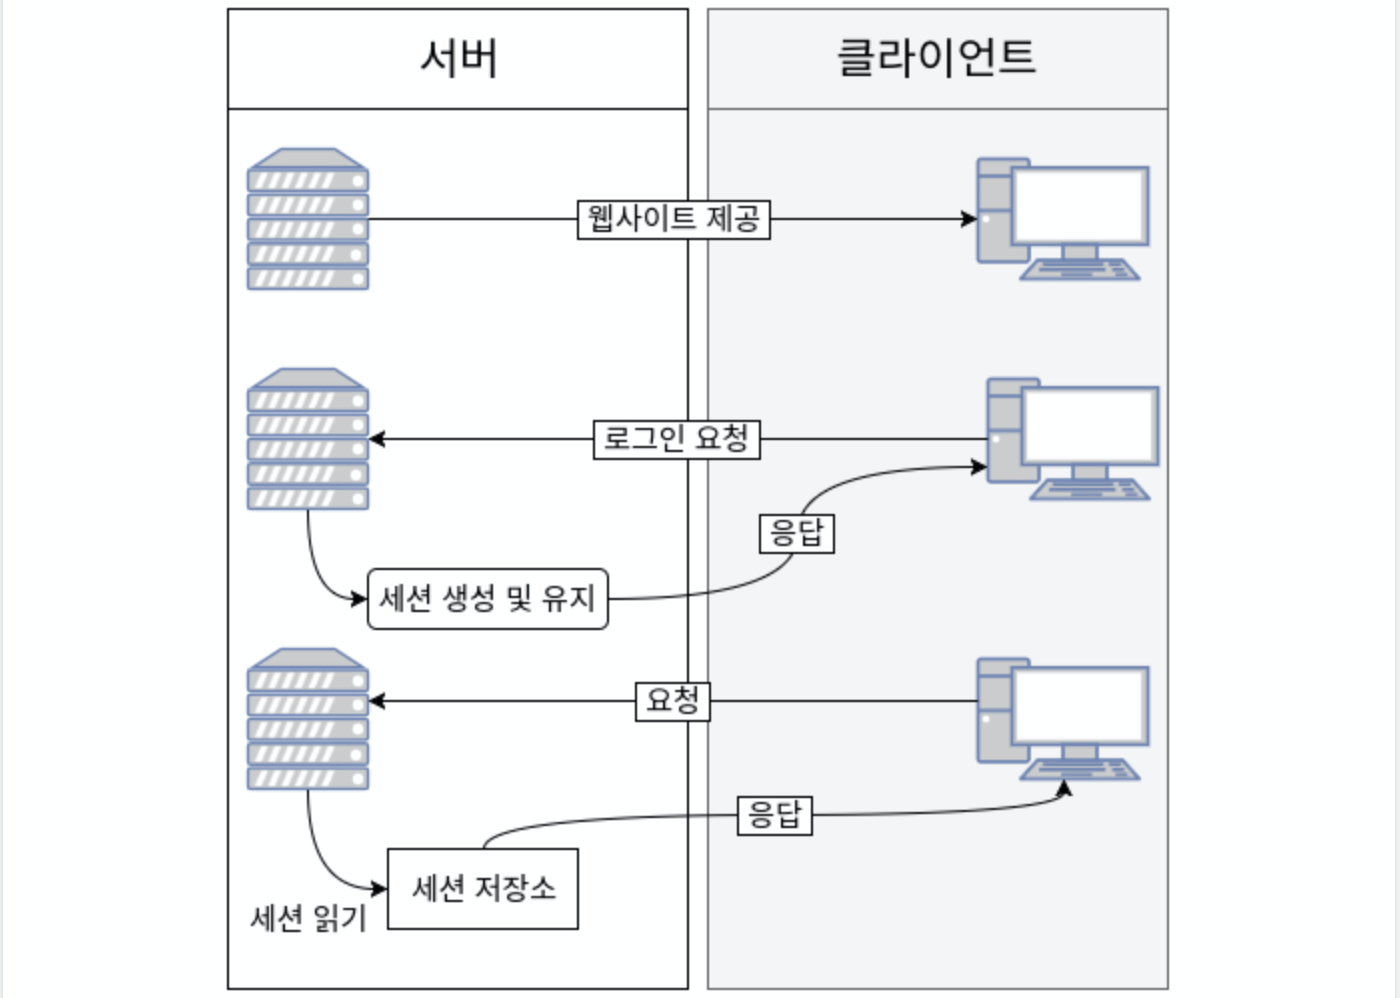 서버
클라이언트
웹사이트 제공
로그인 요청
응답
세션 생성 및 유지
요청
응답
세션 저장소
세션 읽기